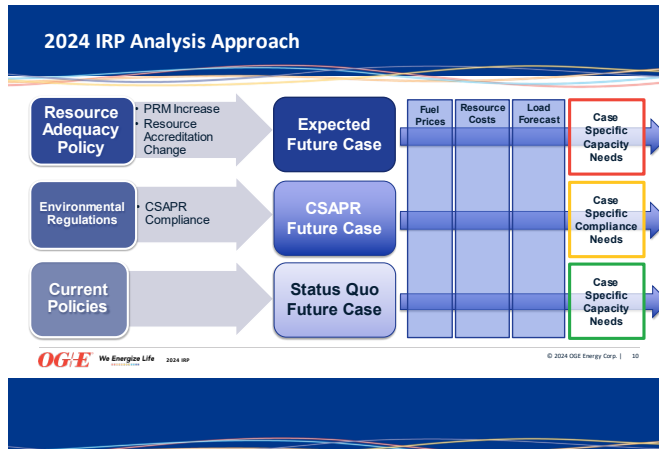 2024 IRP Analysis Approach
Resource
Adequacy
Policy
• PRM Increase
• Resource
Accreditation
Change
Expected
Future Case
Fuel
Prices
Resource
Costs
Load
Forecast
Case
Specific
Capacity
Needs
Environmental
Regulations
• CSAPR
Compliance
CSAPR
Future Case
Case
Specific
Compliance
Needs
Current
Policies
Status Quo
Future Case
Case
Specific
Capacity
Needs
OG/E
We Energize Life
2024 IRP
© 2024 OGE Energy Corp. |
10